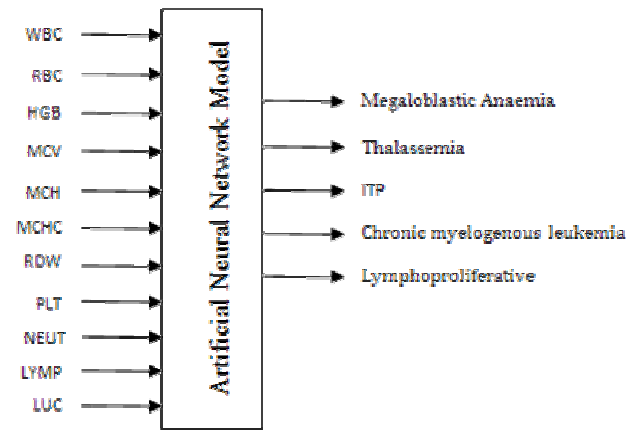 WBC
RBC
HGB
MCV
MCH
MCHC
RDW
PLT
NEUT
LYMP
LUC
Artificial Neural Network Model
Megaloblastic Anaemia
Thalassemia
ITP
Chronic myelogenous leukemia
Lymphoproliferative